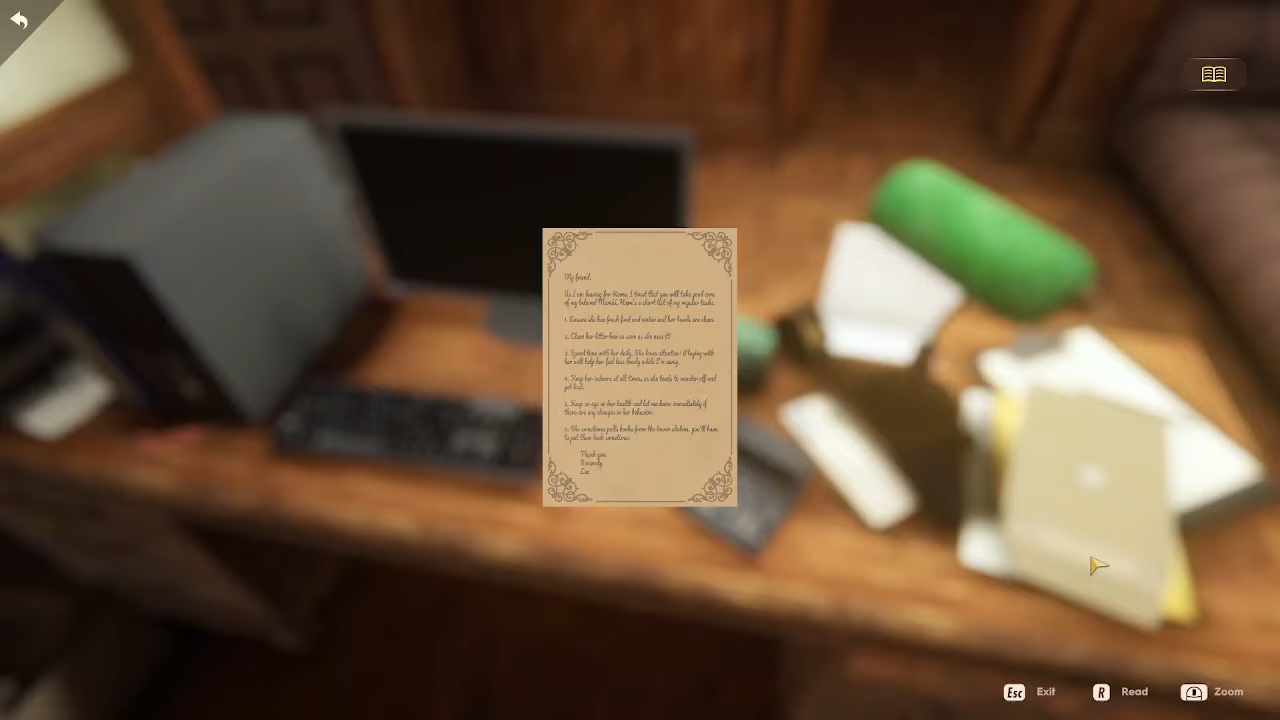 My friend,
As I am leaving for Rome, I trust that you will take good care
of my beloved Here's a short list of my regular tasks.
1. Ensure she has fresh food and water and her bowls are clean.
2. Clean her litter box as soon as she uses it!
3. Spend time with her daily. She loves attention! Playing with
her will help her feel less lonely while I'm away.
4. Keep her indoors at all times, as she tends to wander off and
get lost.
5. Keep an eye on her health and let me know immediately if
there are any changes in her behavior.
6. She sometimes pulls books from the lower shelves, you'll have
to put them back sometimes.
Thank you.
Sincerely,
Esc Exit R Read Zoom